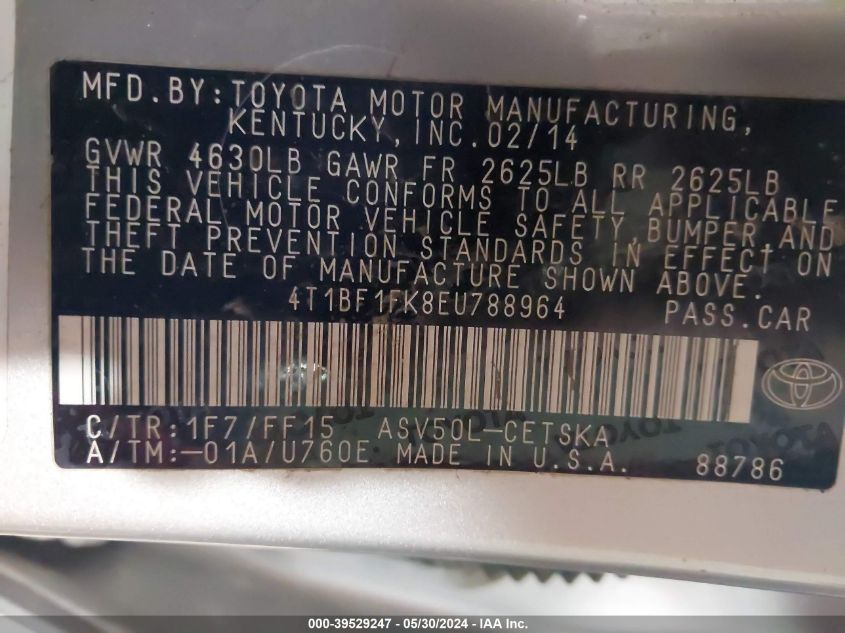 MFD.BY:TOYOTA MOTOR MANUFACTURING,
KENTUCKY,INC.02/14
GVWR 4630LB GAWR FR 2625LB RR 2625LB
THIS VEHICLE CONFORMS TO ALL APPLICABLE
FEDERAL MOTOR VEHICLE SAFETY,BUMPER,AND
THEFT PREVENTION STANDARDS IN EFFECT ON
THE DATE OF MANUFACTURE SHOWN ABOVE.
4T1BF1FK8EU788964 PASS.CAR
C/TR:1F7/FF15 ASV50L-CETSKA
A/TM:-01A/U760E MADE IN U.S.A. 88786
000-39529247 - 05/30/2024 - IAA Inc.